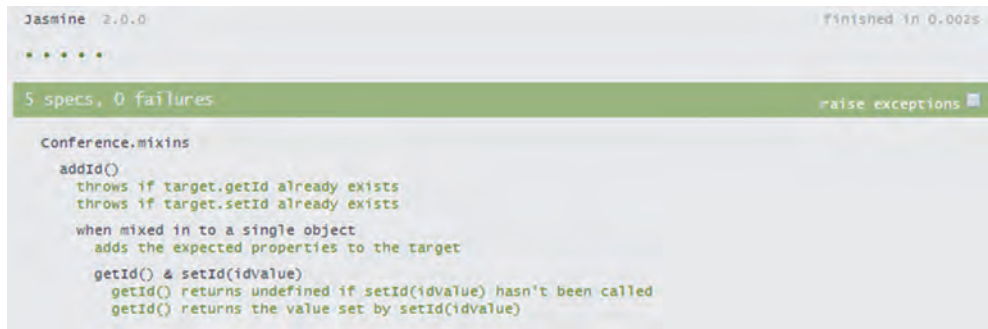 Jasmine 2.0.0 finished in 0.002s
• • • • •
5 specs, 0 failures raise exceptions
Conference.mixins
addId()
throws if target.getId already exists
throws if target.setId already exists
when mixed in to a single object
adds the expected properties to the target
getId() & setId(idValue)
getId() returns undefined if setId(idValue) hasn't been called
getId() returns the value set by setId(idValue)